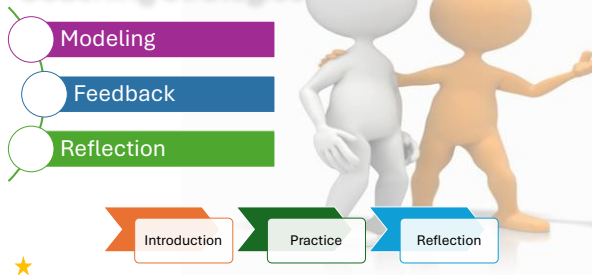 Modeling
Feedback
Reflection
Introduction
Practice
Reflection